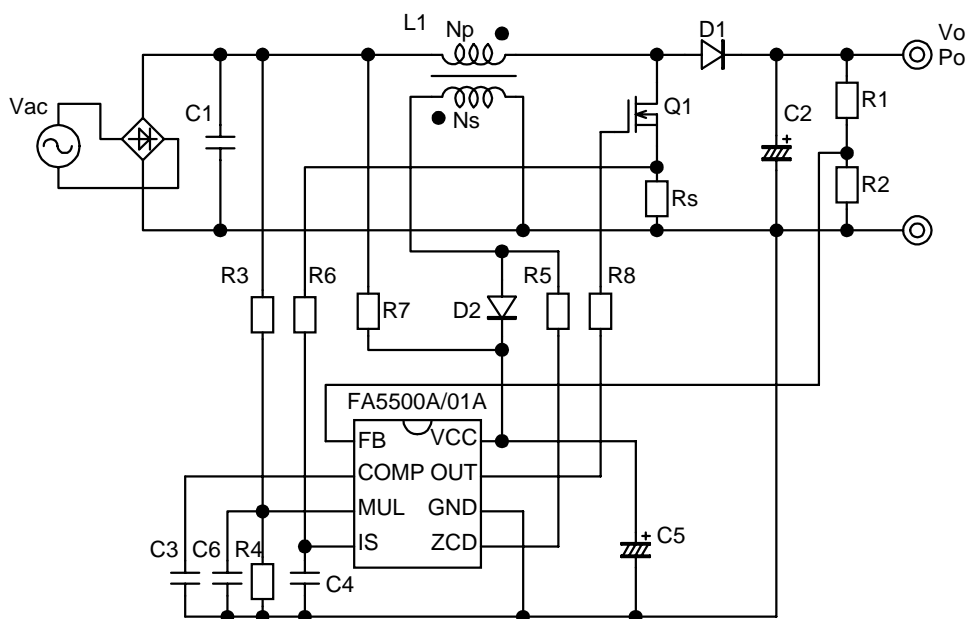 L1
Np
D1
Vo
Po
Vac
C1
Ns
Q1
C2
+
R1
R2
Rs
R3
R6
R7
D2
R5
R8
FA5500A/01A
FB
VCC
COMP
OUT
MUL
GND
IS
ZCD
C3
C6
R4
C4
+
C5